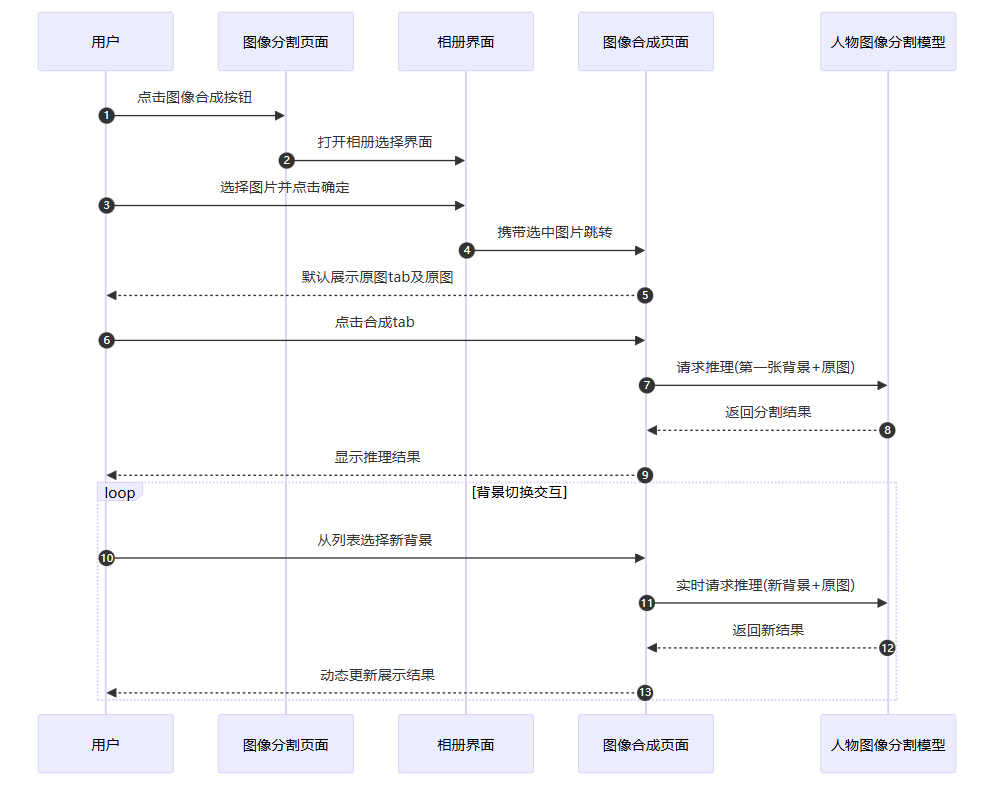 用户
图像分割页面
相册界面
图像合成页面
人物图像分割模型
点击图像合成按钮
1
打开相册选择界面
2
选择图片并点击确定
3
携带选中图片跳转
4
默认展示原图tab及原图
5
点击合成tab
6
请求推理(第一张背景+原图)
7
返回分割结果
8
显示推理结果
9
loop
[背景切换交互]
从列表选择新背景
10
实时请求推理(新背景+原图)
11
返回新结果
12
动态更新展示结果
13
用户
图像分割页面
相册界面
图像合成页面
人物图像分割模型